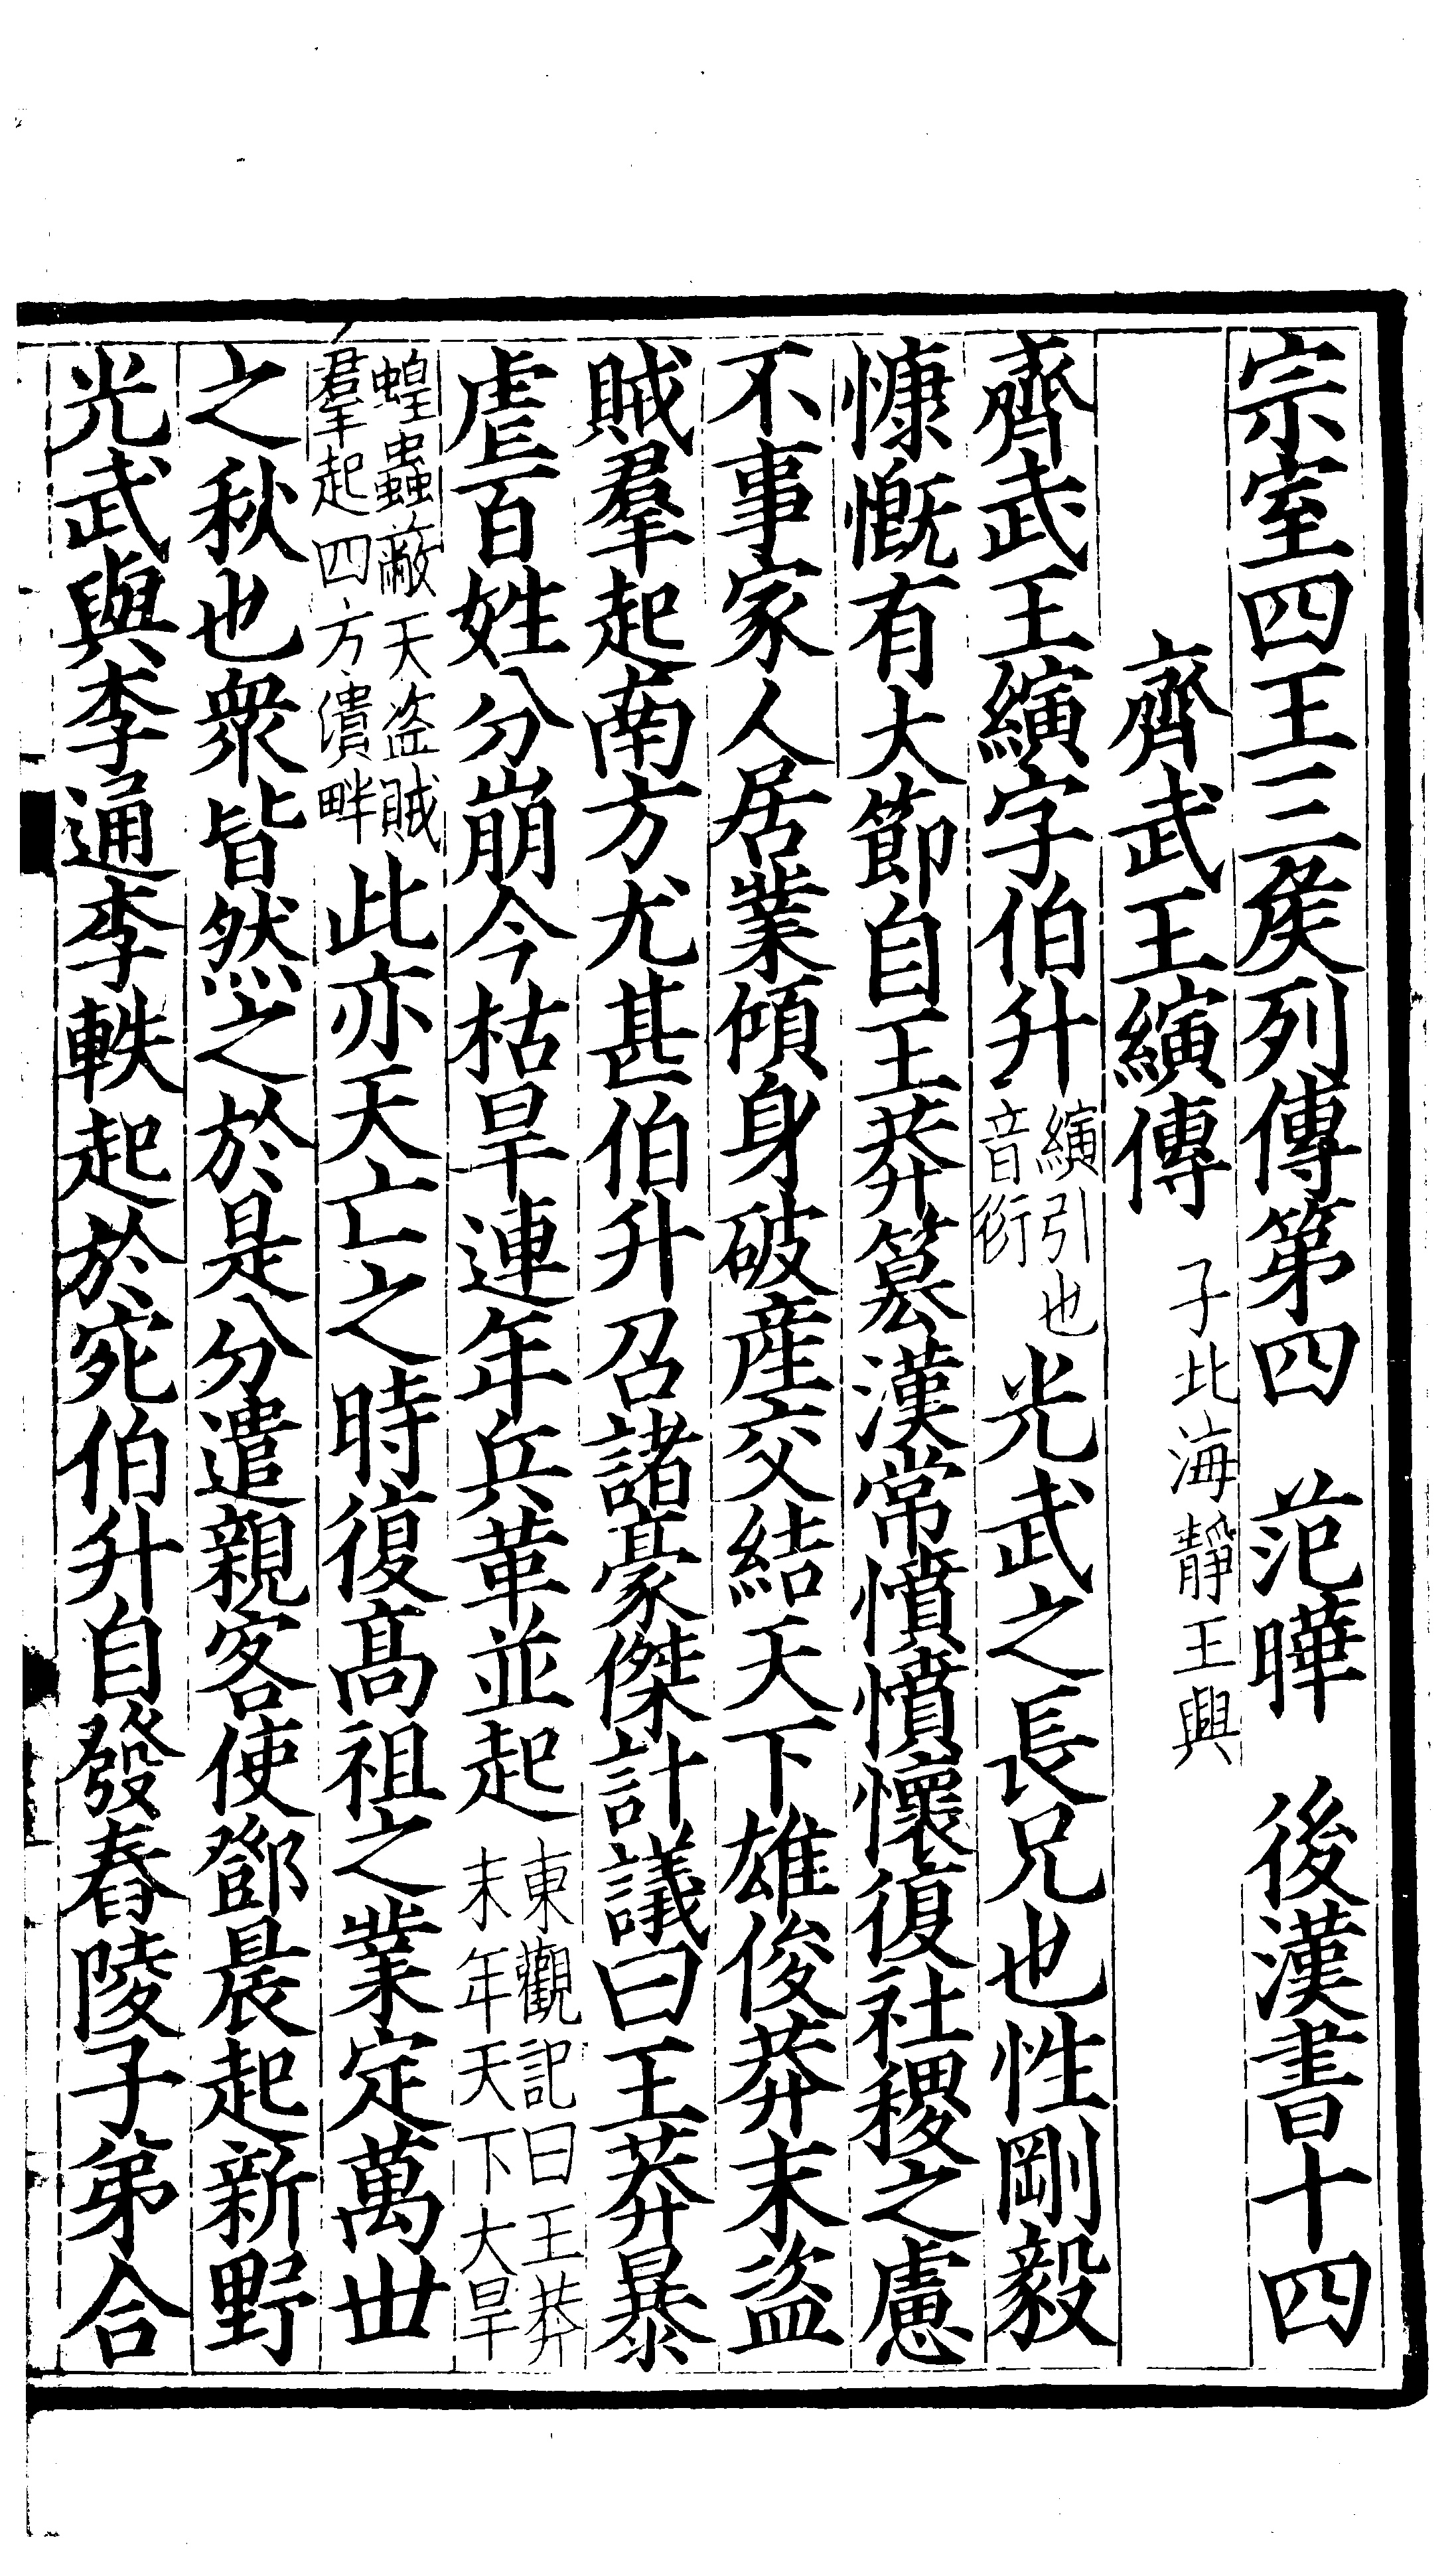 宗室四王三侯列傳第四 范曄 後漢書十四
齊武王縯傳 子北海靜王興
齊武王縯字伯升縯引也音衍光武之長兄也性剛毅
慷慨有大節自王莽篡漢常憤憤懷復社稷之慮
不事家人居業傾身破產交結天下雄俊莽末盜
賊羣起南方尤甚伯升召諸豪傑計議曰王莽暴
虐百姓分崩今枯旱連年兵革並起東觀記曰王莽末年天下大旱
蝗蟲蔽天盜賊羣起四方潰畔此亦天亡之時復高祖之業定萬世
之秋也衆皆然之於是分遣親客使鄧晨起新野
光武與李通李軼起於宛伯升自發舂陵子弟合